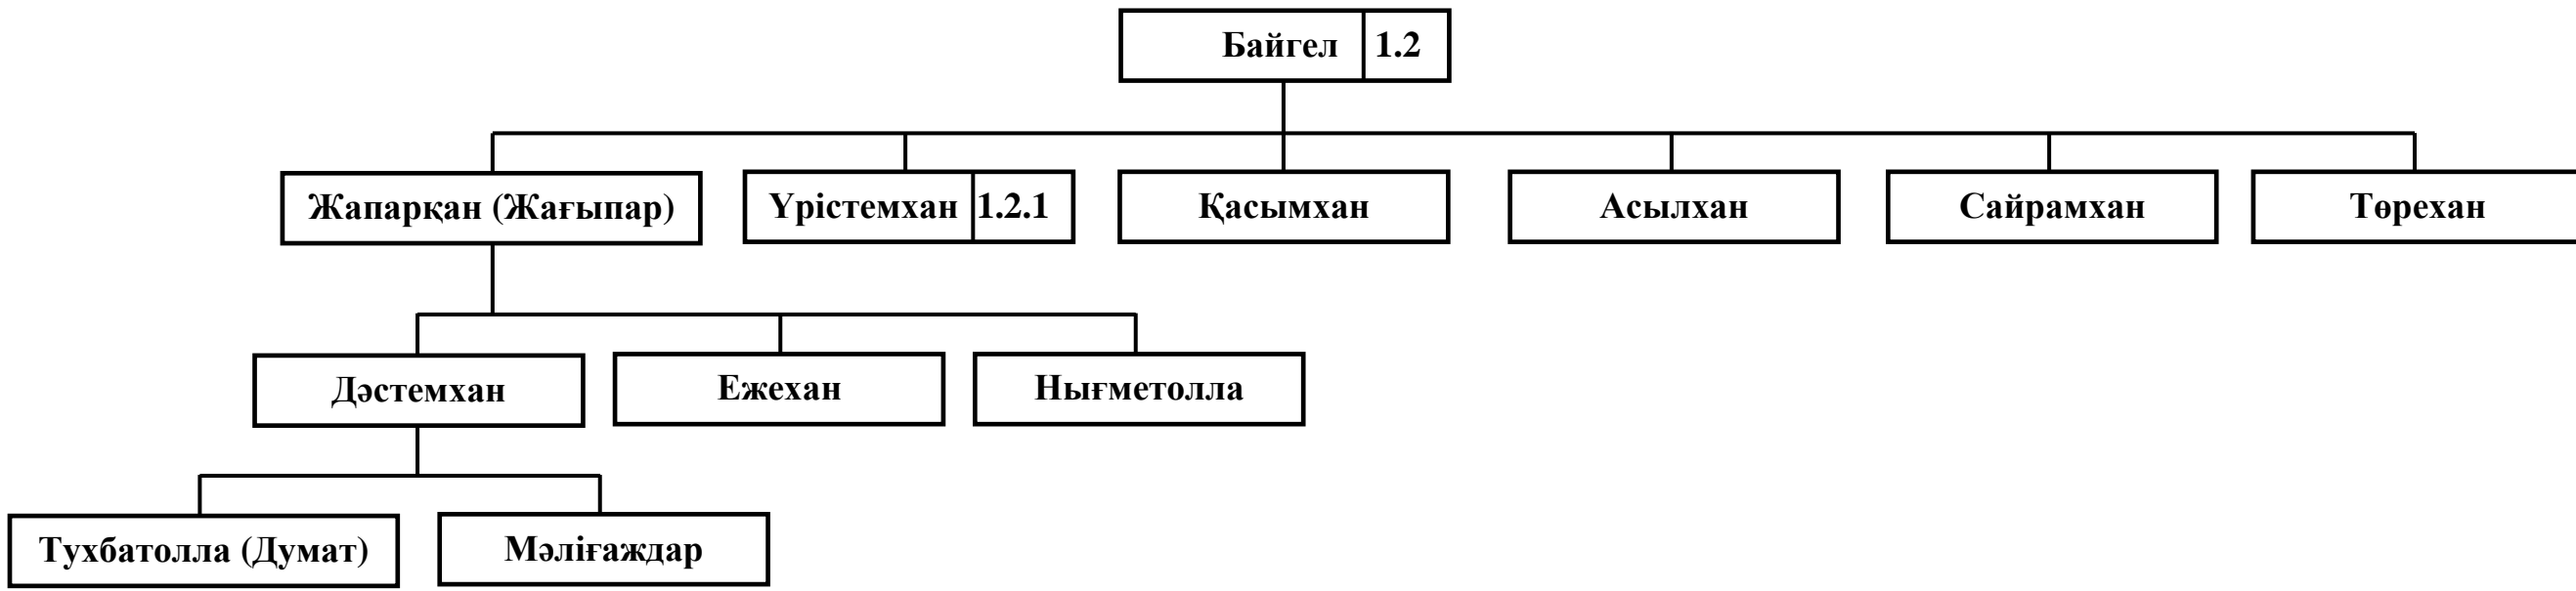 Байгел 1.2
Жапарқан (Жағыпар) Үрістемхан 1.2.1 Қасымхан Асылхан Сайрамхан Төрехан
Дәстемхан Ежехан Нығметолла
Тухбатолла (Думат) Мәліғаждар